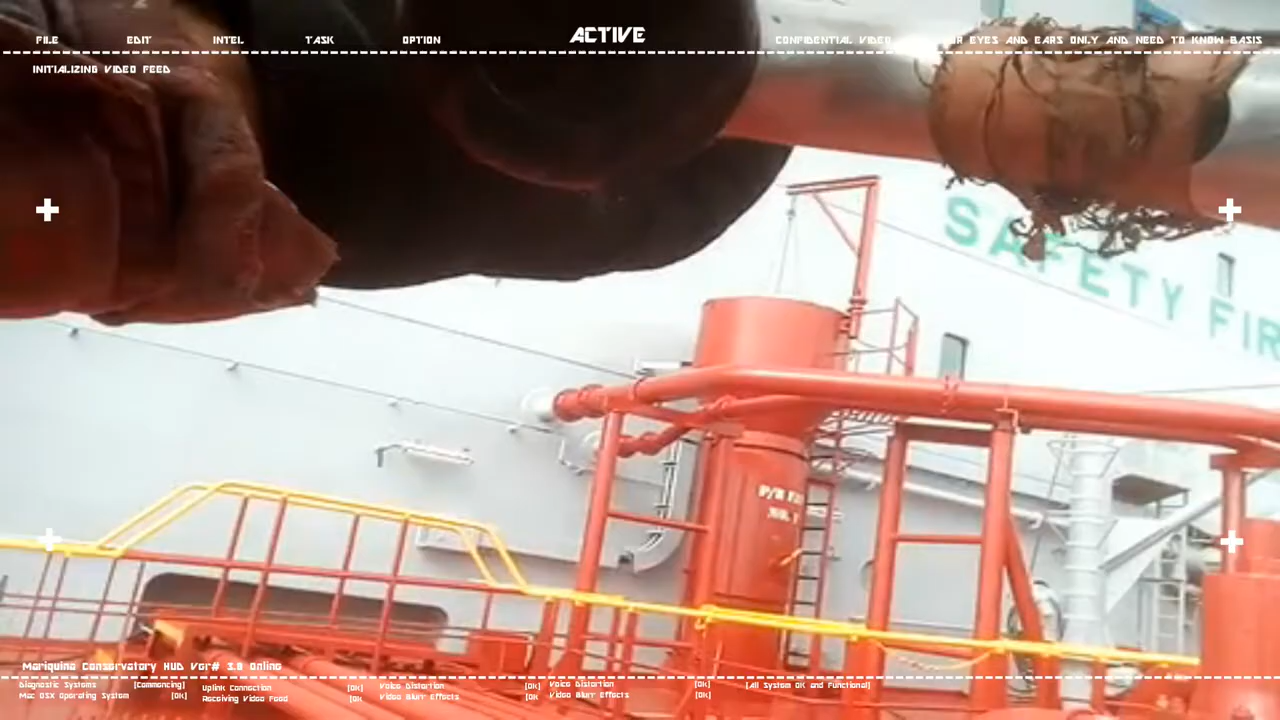 FILE EDIT INTEL TASK OPTION ACTIVE CONFIDENTIAL VIDEO EYES AND EARS ONLY AND NEED TO KNOW BASIS
INITIALIZING VIDEO FEED
SAFETY FIR
P/R
NO. 1
Mariquina Conservatory HUD Ver# 3.0 Online
Diagnostic Systems [Commencing] Uplink Connection [OK] Voice Distortion [OK] Voice Distortion [OK] [All System OK and Functional]
Mac OSX Operating System [OK] Receiving Video Feed [OK Video Blurr Effects [OK Video Blurr Effects [OK]